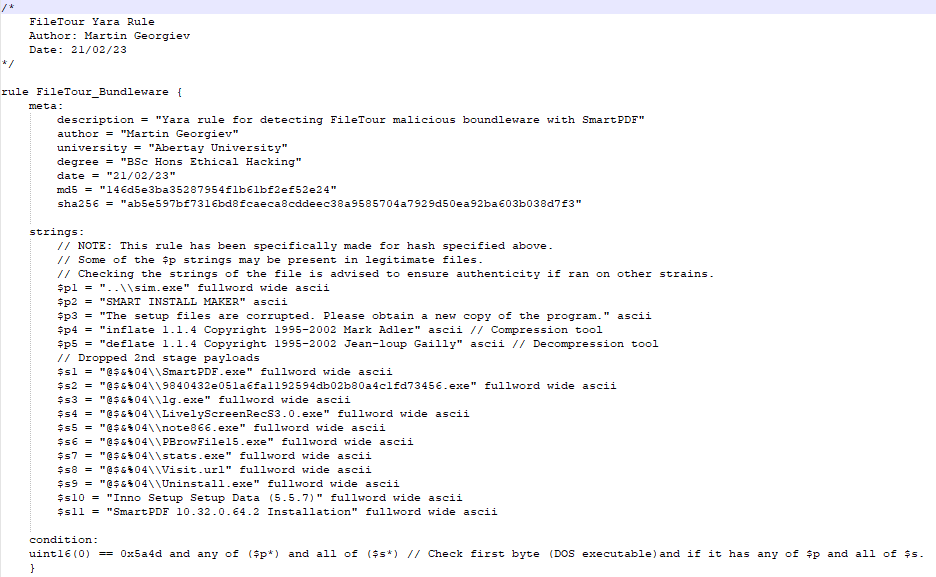 /*
FileTour Yara Rule
Author: Martin Georgiev
Date: 21/02/23
*/
rule FileTour_Bundleware {
meta:
description = "Yara rule for detecting FileTour malicious boundleware with SmartPDF"
author = "Martin Georgiev"
university = "Abertay University"
degree = "BSc Hons Ethical Hacking"
date = "21/02/23"
md5 = "146d5e3ba35287954f1b61bf2ef52e24"
sha256 = "ab5e597bf7316bd8fcaeca8cddeec38a9585704a7929d50ea92ba603b038d7f3"
strings:
// NOTE: This rule has been specifically made for hash specified above.
// Some of the $p strings may be present in legitimate files.
// Checking the strings of the file is advised to ensure authenticity if ran on other strains.
$p1 = "..\\sim.exe" fullword wide ascii
$p2 = "SMART INSTALL MAKER" ascii
$p3 = "The setup files are corrupted. Please obtain a new copy of the program." ascii
$p4 = "inflate 1.1.4 Copyright 1995-2002 Mark Adler" ascii // Compression tool
$p5 = "deflate 1.1.4 Copyright 1995-2002 Jean-loup Gailly" ascii // Decompression tool
// Dropped 2nd stage payloads
$s1 = "@$&%04\\SmartPDF.exe" fullword wide ascii
$s2 = "@$&%04\\9840432e051a6fa1192594db02b80a4c1fd73456.exe" fullword wide ascii
$s3 = "@$&%04\\lg.exe" fullword wide ascii
$s4 = "@$&%04\\LivelyScreenRecS3.0.exe" fullword wide ascii
$s5 = "@$&%04\\note866.exe" fullword wide ascii
$s6 = "@$&%04\\PBrowFile15.exe" fullword wide ascii
$s7 = "@$&%04\\stats.exe" fullword wide ascii
$s8 = "@$&%04\\Visit.url" fullword wide ascii
$s9 = "@$&%04\\Uninstall.exe" fullword wide ascii
$s10 = "Inno Setup Setup Data (5.5.7)" fullword wide ascii
$s11 = "SmartPDF 10.32.0.64.2 Installation" fullword wide ascii
condition:
uint16(0) == 0x5a4d and any of ($p*) and all of ($s*) // Check first byte (DOS executable)and if it has any of $p and all of $s.
}